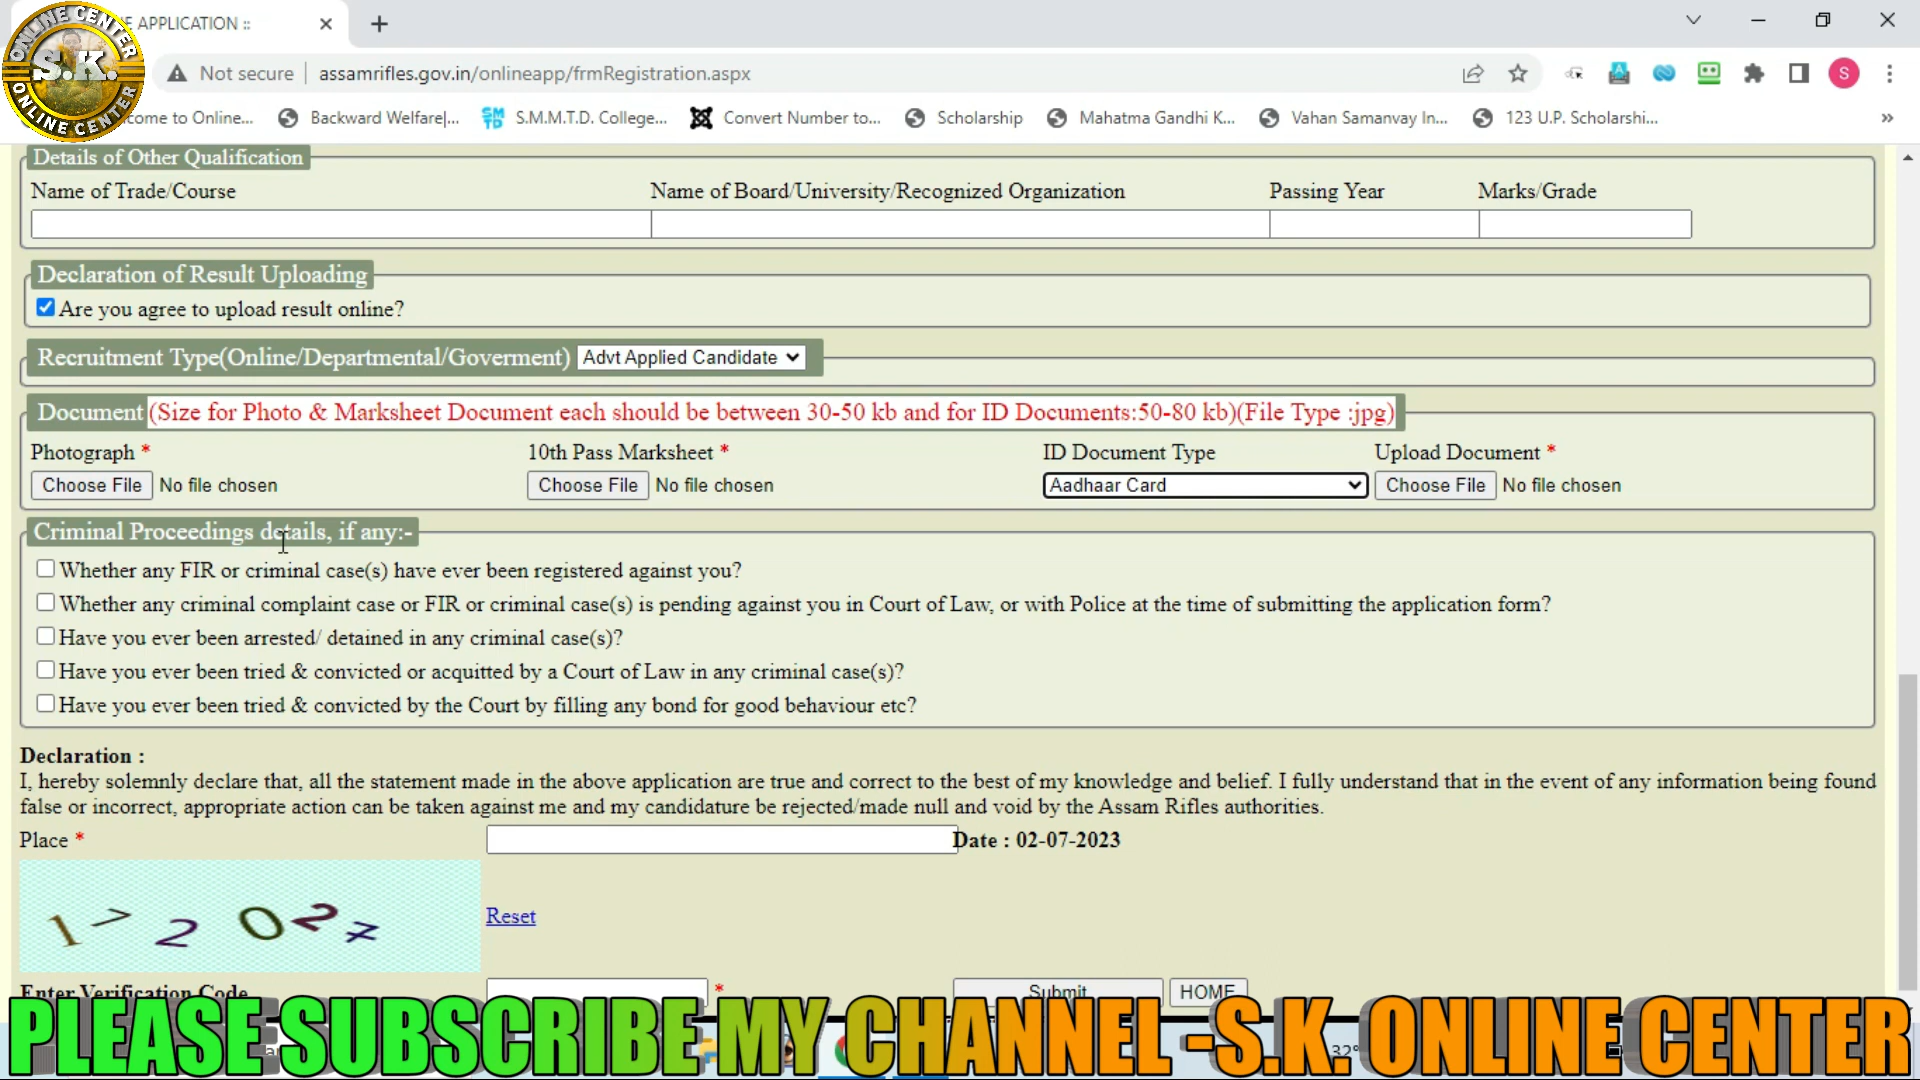 E APPLICATION ::
Not secure
assamrifles.gov.in/onlineapp/frmRegistration.aspx
S
ONLINE CENTER
S.K.
ONLINE CENTER
come to Online...
Backward Welfare|...
S.M.M.T.D. College...
Convert Number to...
Scholarship
Mahatma Gandhi K...
Vahan Samanvay In...
123 U.P. Scholarshi...
»
Details of Other Qualification
Name of Trade/Course Name of Board/University/Recognized Organization Passing Year Marks/Grade
Declaration of Result Uploading
Are you agree to upload result online?
Recruitment Type(Online/Departmental/Goverment) Advt Applied Candidate
Document (Size for Photo & Marksheet Document each should be between 30-50 kb and for ID Documents:50-80 kb)(File Type :jpg)
Photograph * 10th Pass Marksheet * ID Document Type Upload Document *
Choose File No file chosen Choose File No file chosen Aadhaar Card Choose File No file chosen
Criminal Proceedings details, if any:-
Whether any FIR or criminal case(s) have ever been registered against you?
Whether any criminal complaint case or FIR or criminal case(s) is pending against you in Court of Law, or with Police at the time of submitting the application form?
Have you ever been arrested/ detained in any criminal case(s)?
Have you ever been tried & convicted or acquitted by a Court of Law in any criminal case(s)?
Have you ever been tried & convicted by the Court by filling any bond for good behaviour etc?
Declaration :
I, hereby solemnly declare that, all the statement made in the above application are true and correct to the best of my knowledge and belief. I fully understand that in the event of any information being found
false or incorrect, appropriate action can be taken against me and my candidature be rejected/made null and void by the Assam Rifles authorities.
Place * Date : 02-07-2023
Reset
Enter Verification Code * Submit HOME
PLEASE SUBSCRIBE MY CHANNEL -S.K. ONLINE CENTER
32°